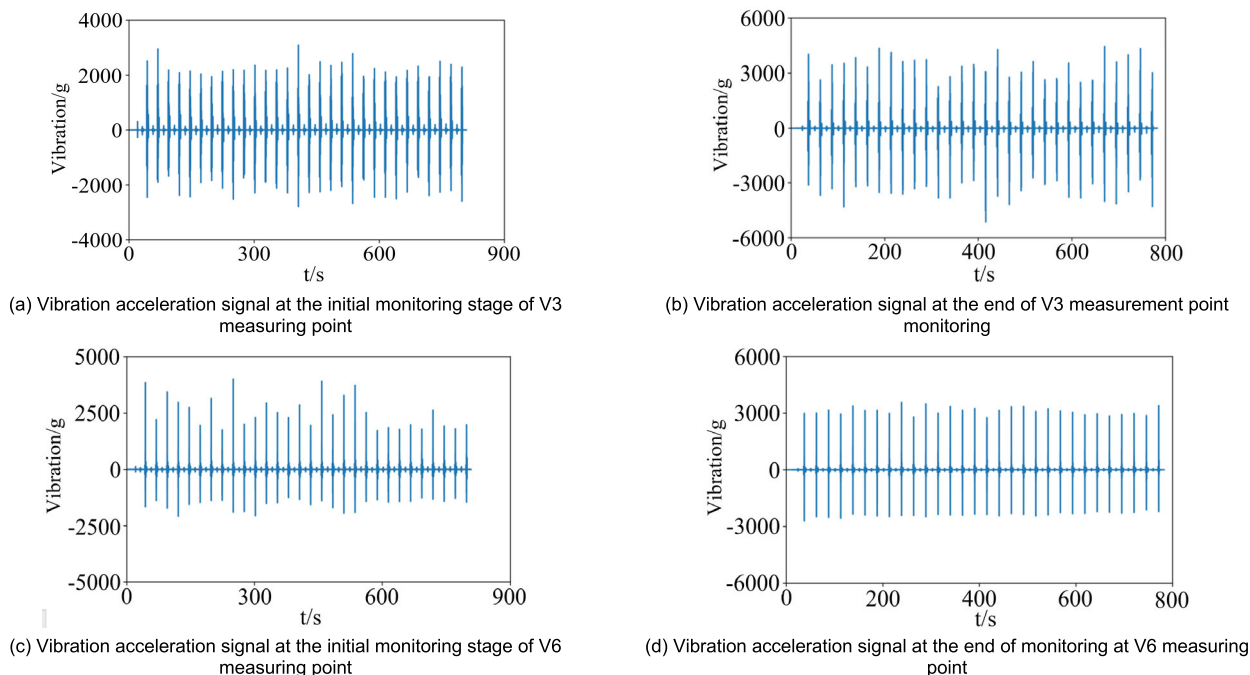 4000
2000
0
-2000
-4000
Vibration/g
0 300 600 900
t/s
(a) Vibration acceleration signal at the initial monitoring stage of V3
measuring point
6000
3000
0
-3000
-6000
Vibration/g
0 200 400 600 800
t/s
(b) Vibration acceleration signal at the end of V3 measurement point
monitoring
5000
2500
0
-2500
-5000
Vibration/g
0 300 600 900
t/s
(c) Vibration acceleration signal at the initial monitoring stage of V6
measuring point
6000
3000
0
-3000
-6000
Vibration/g
0 200 400 600 800
t/s
(d) Vibration acceleration signal at the end of monitoring at V6 measuring
point